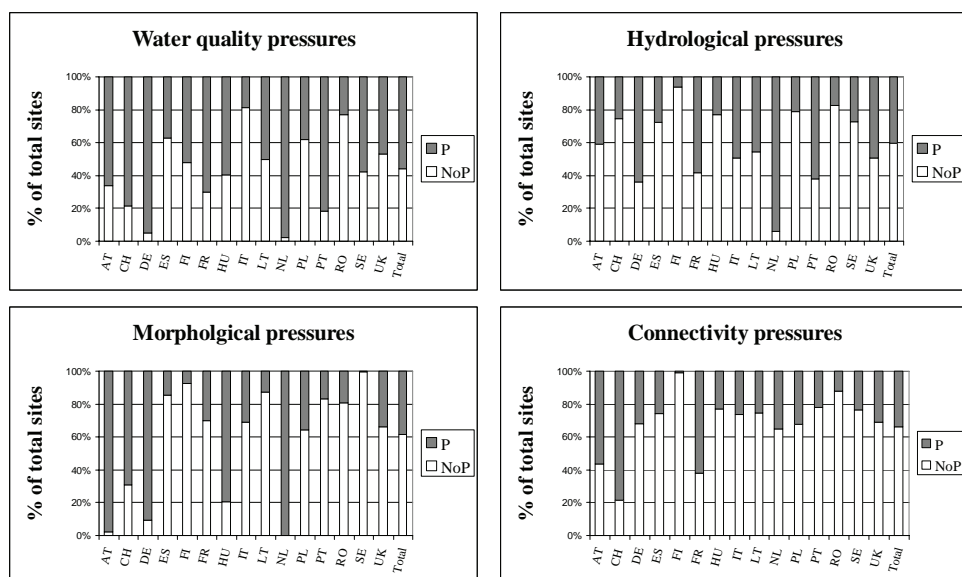 Water quality pressures
% of total sites
100%
80%
60%
40%
20%
0%
AT CH DE ES FI FR HU IT LT NL PL PT RO SE UK Total
P
NoP
Hydrological pressures
% of total sites
100%
80%
60%
40%
20%
0%
AT CH DE ES FI FR HU IT LT NL PL PT RO SE UK Total
P
NoP
Morpholgical pressures
% of total sites
100%
80%
60%
40%
20%
0%
AT CH DE ES FI FR HU IT LT NL PL PT RO SE UK Total
P
NoP
Connectivity pressures
% of total sites
100%
80%
60%
40%
20%
0%
AT CH DE ES FI FR HU IT LT NL PL PT RO SE UK Total
P
NoP